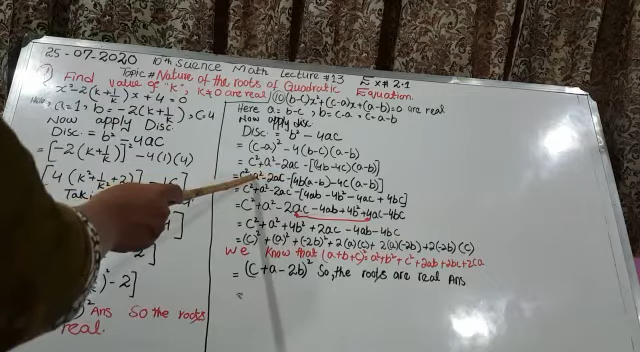 25-07-2020 10th Science Math Lecture #13 Ex# 2.1
Topic # Nature of the roots of Quadratic Equation.
Find value of "k", k≠0 are real
x²-2(k+1/k)x+4=0
Here, a=1, b=-2(k+1/k), c=4
Now apply Disc.
Disc. = b²-4ac
= [-2(k+1/k)]² -4(1)(4)
[4(k²+1/k²+2)] -16
²) -2]
)² Ans So the roots
real.
(b-c)x²+(c-a)x+(a-b)=0 are real
Here a=b-c, b=c-a, c=a-b
Now apply disc.
Disc. = b²-4ac
= (c-a)² -4(b-c)(a-b)
= c²+a²-2ac -[(4b-4c)(a-b)]
= c²+a²-2ac -[4b(a-b)-4c(a-b)]
= c²+a²-2ac -[4ab-4b²-4ac+4bc]
= c²+a²-2ac-4ab+4b²+4ac-4bc
= c²+a²+4b²+2ac-4ab-4bc
= (c)²+(a)²+(-2b)²+2(a)(c)+2(a)(-2b)+2(-2b)(c)
We know that (a+b+c)²=a²+b²+c²+2ab+2bc+2ca
= (c+a-2b)² So, the roots are real Ans
=